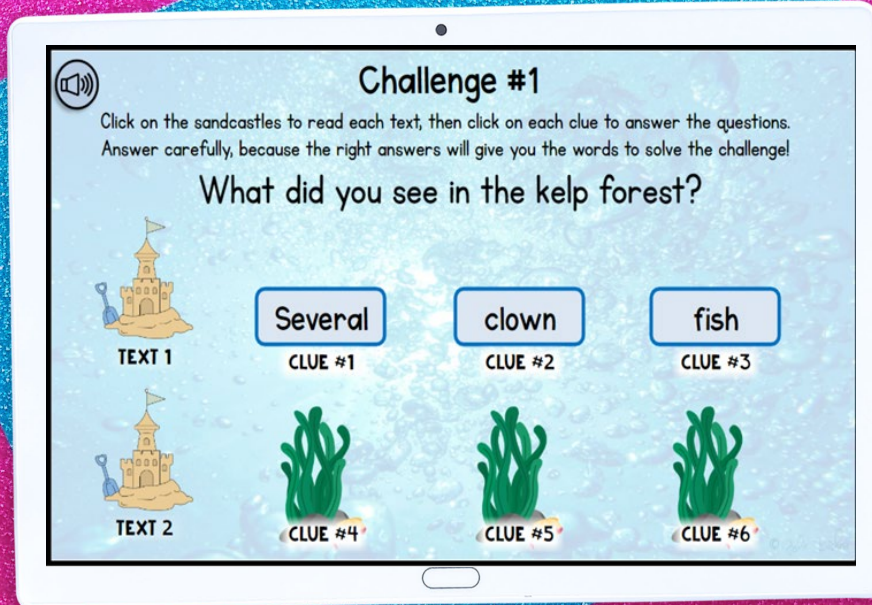 Challenge #1
Click on the sandcastles to read each text, then click on each clue to answer the questions.
Answer carefully, because the right answers will give you the words to solve the challenge!
What did you see in the kelp forest?
Several
clown
fish
TEXT 1
CLUE #1
CLUE #2
CLUE #3
TEXT 2
CLUE #4
CLUE #5
CLUE #6